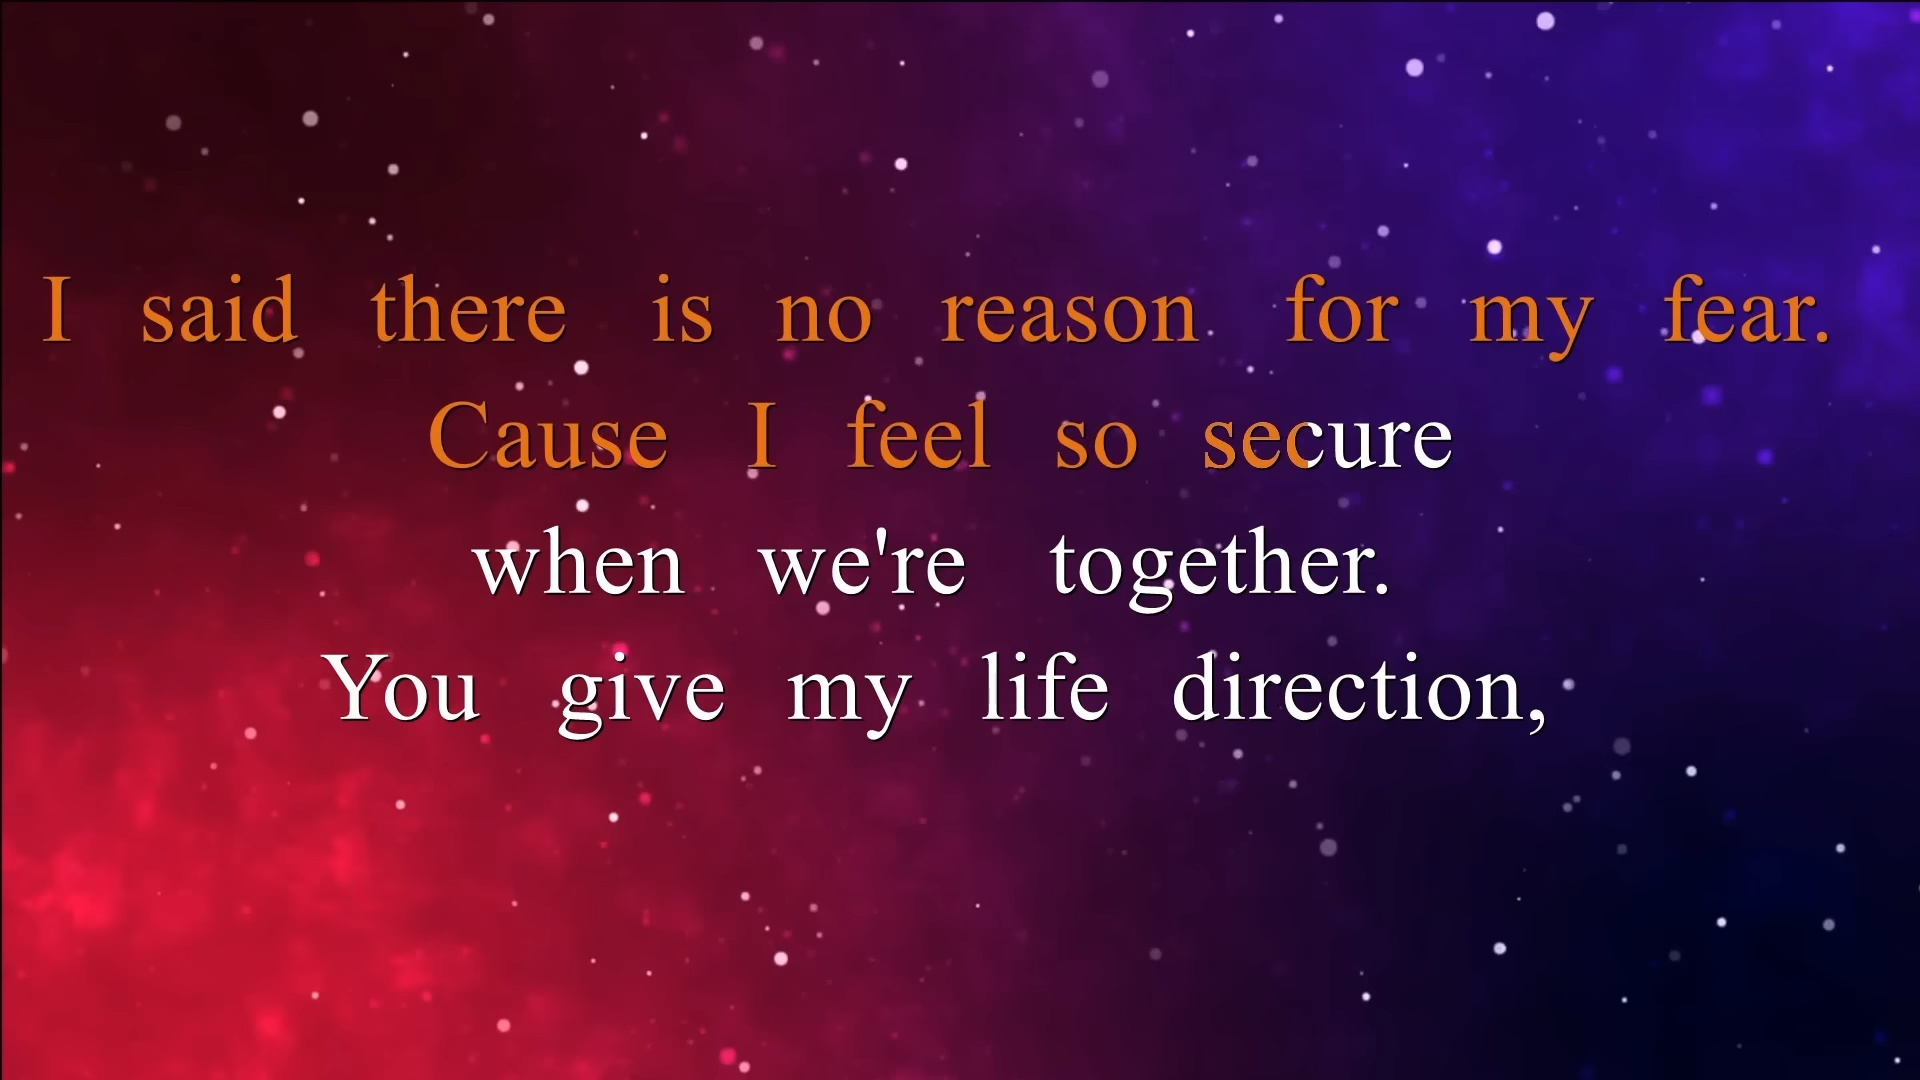 I said there is no reason for my fear.
Cause I feel so secure
when we're together.
You give my life direction,